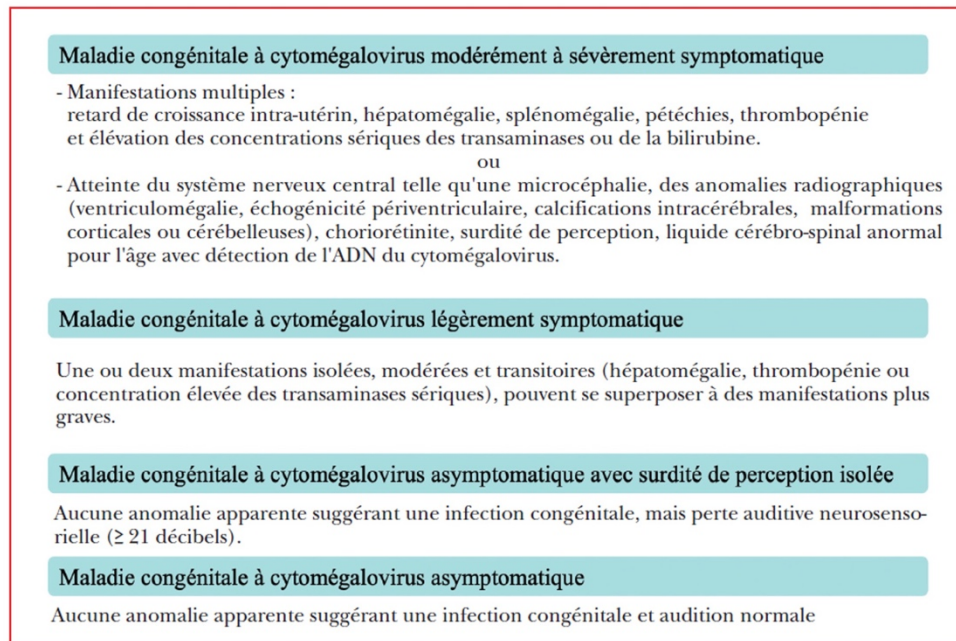 Maladie congénitale à cytomégalovirus modérément à sévèrement symptomatique
- Manifestations multiples :
retard de croissance intra-utérin, hépatomégalie, splénomégalie, pétéchies, thrombopénie
et élévation des concentrations sériques des transaminases ou de la bilirubine.
ou
- Atteinte du système nerveux central telle qu'une microcéphalie, des anomalies radiographiques
(ventriculomégalie, échogénicité périventriculaire, calcifications intracérébrales, malformations
corticales ou cérébelleuses), choriorétinite, surdité de perception, liquide cérébro-spinal anormal
pour l'âge avec détection de l'ADN du cytomégalovirus.
Maladie congénitale à cytomégalovirus légèrement symptomatique
Une ou deux manifestations isolées, modérées et transitoires (hépatomégalie, thrombopénie ou
concentration élevée des transaminases sériques), peuvent se superposer à des manifestations plus
graves.
Maladie congénitale à cytomégalovirus asymptomatique avec surdité de perception isolée
Aucune anomalie apparente suggérant une infection congénitale, mais perte auditive neurosenso-
rielle (≥ 21 décibels).
Maladie congénitale à cytomégalovirus asymptomatique
Aucune anomalie apparente suggérant une infection congénitale et audition normale